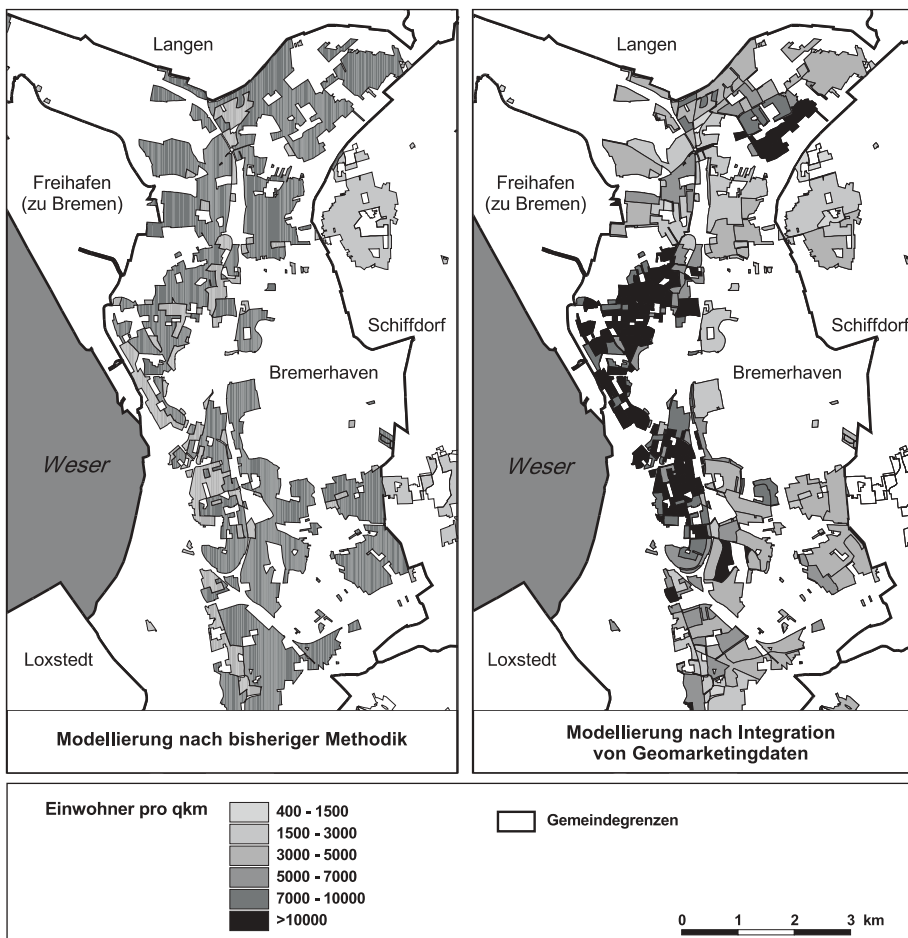 Langen
Freihafen
(zu Bremen)
Schiffdorf
Bremerhaven
Weser
Loxstedt
Modellierung nach bisheriger Methodik
Langen
Freihafen
(zu Bremen)
Schiffdorf
Bremerhaven
Weser
Loxstedt
Modellierung nach Integration
von Geomarketingdaten
Einwohner pro qkm
400 - 1500
1500 - 3000
3000 - 5000
5000 - 7000
7000 - 10000
>10000
Gemeindegrenzen
0 1 2 3 km